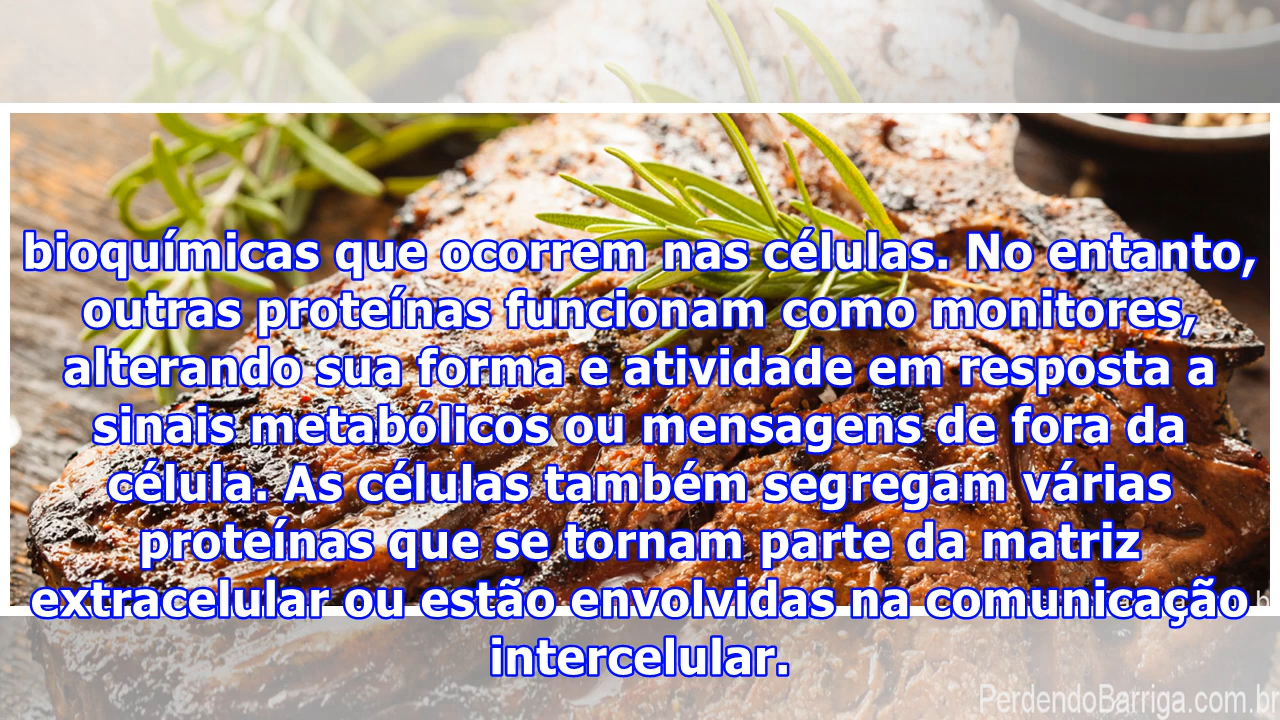 bioquímicas que ocorrem nas células. No entanto,
outras proteínas funcionam como monitores,
alterando sua forma e atividade em resposta a
sinais metabólicos ou mensagens de fora da
célula. As células também segregam várias
proteínas que se tornam parte da matriz
extracelular ou estão envolvidas na comunicação
intercelular.
PerdendoBarriga.com.br